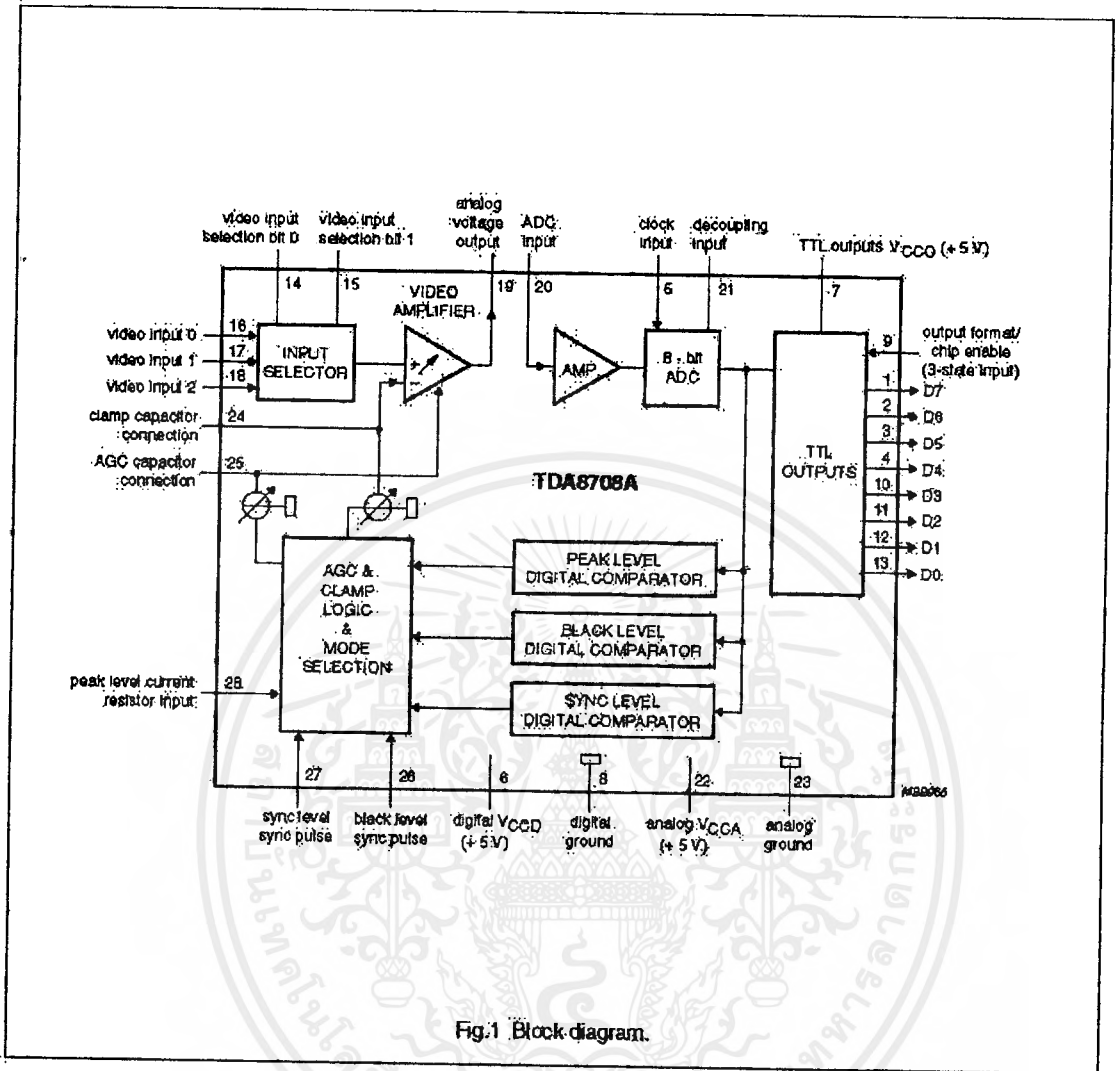 video input
selection bit 0
video input
selection bit 1
analog
voltage
output
ADC
input
clock
input
decoupling
input
TTL outputs VCCO (+ 5 V)
14
15
VIDEO
AMPLIFIER
19
20
5
21
7
video input 0
16
video input 1
17
video input 2
18
INPUT
SELECTOR
+
−
AMP
8 - bit
ADC
9
output format/
chip enable
(3-state input)
1
D7
2
D6
3
D5
4
D4
10
D3
11
D2
12
D1
13
D0
TTL
OUTPUTS
clamp capacitor
connection
24
AGC capacitor
connection
25
TDA8708A
AGC &
CLAMP
LOGIC
&
MODE
SELECTION
PEAK LEVEL
DIGITAL COMPARATOR
BLACK LEVEL
DIGITAL COMPARATOR
SYNC LEVEL
DIGITAL COMPARATOR
peak level current
resistor input
28
27
26
6
8
22
23
sync level
sync pulse
black level
sync pulse
digital VCCD
(+ 5 V)
digital
ground
analog VCCA
(+ 5 V)
analog
ground
Fig.1 Block diagram.